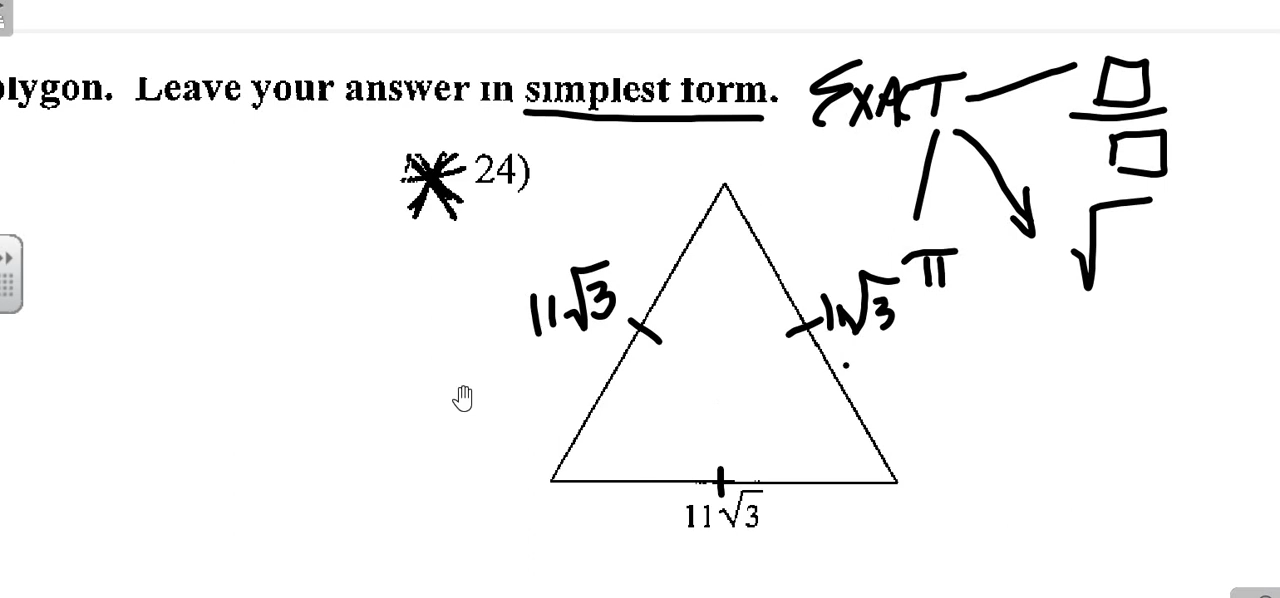 olygon. Leave your answer in simplest form. EXACT □/□
24)
π √
11√3 11√3
11√3